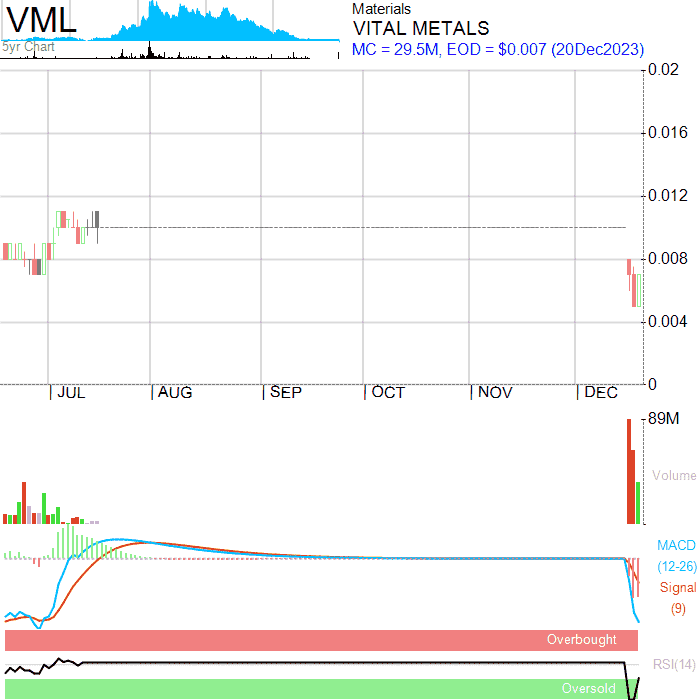 VML
Materials
VITAL METALS
MC = 29.5M, EOD = $0.007 (20Dec2023)
5yr Chart
0.02
0.016
0.012
0.008
0.004
0
JUL AUG SEP OCT NOV DEC
89M
Volume
MACD
(12-26)
Signal
(9)
Overbought
RSI(14)
Oversold